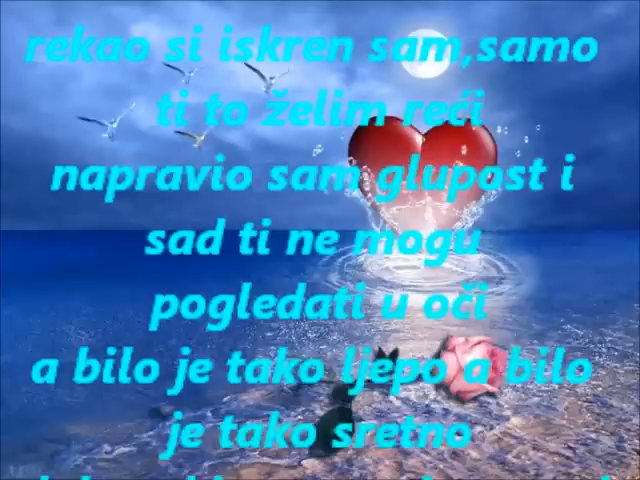 rekao si iskren sam,samo
ti to želim reći
napravio sam glupost i
sad ti ne mogu
pogledati u oči
a bilo je tako ljepo a bilo
je tako sretno